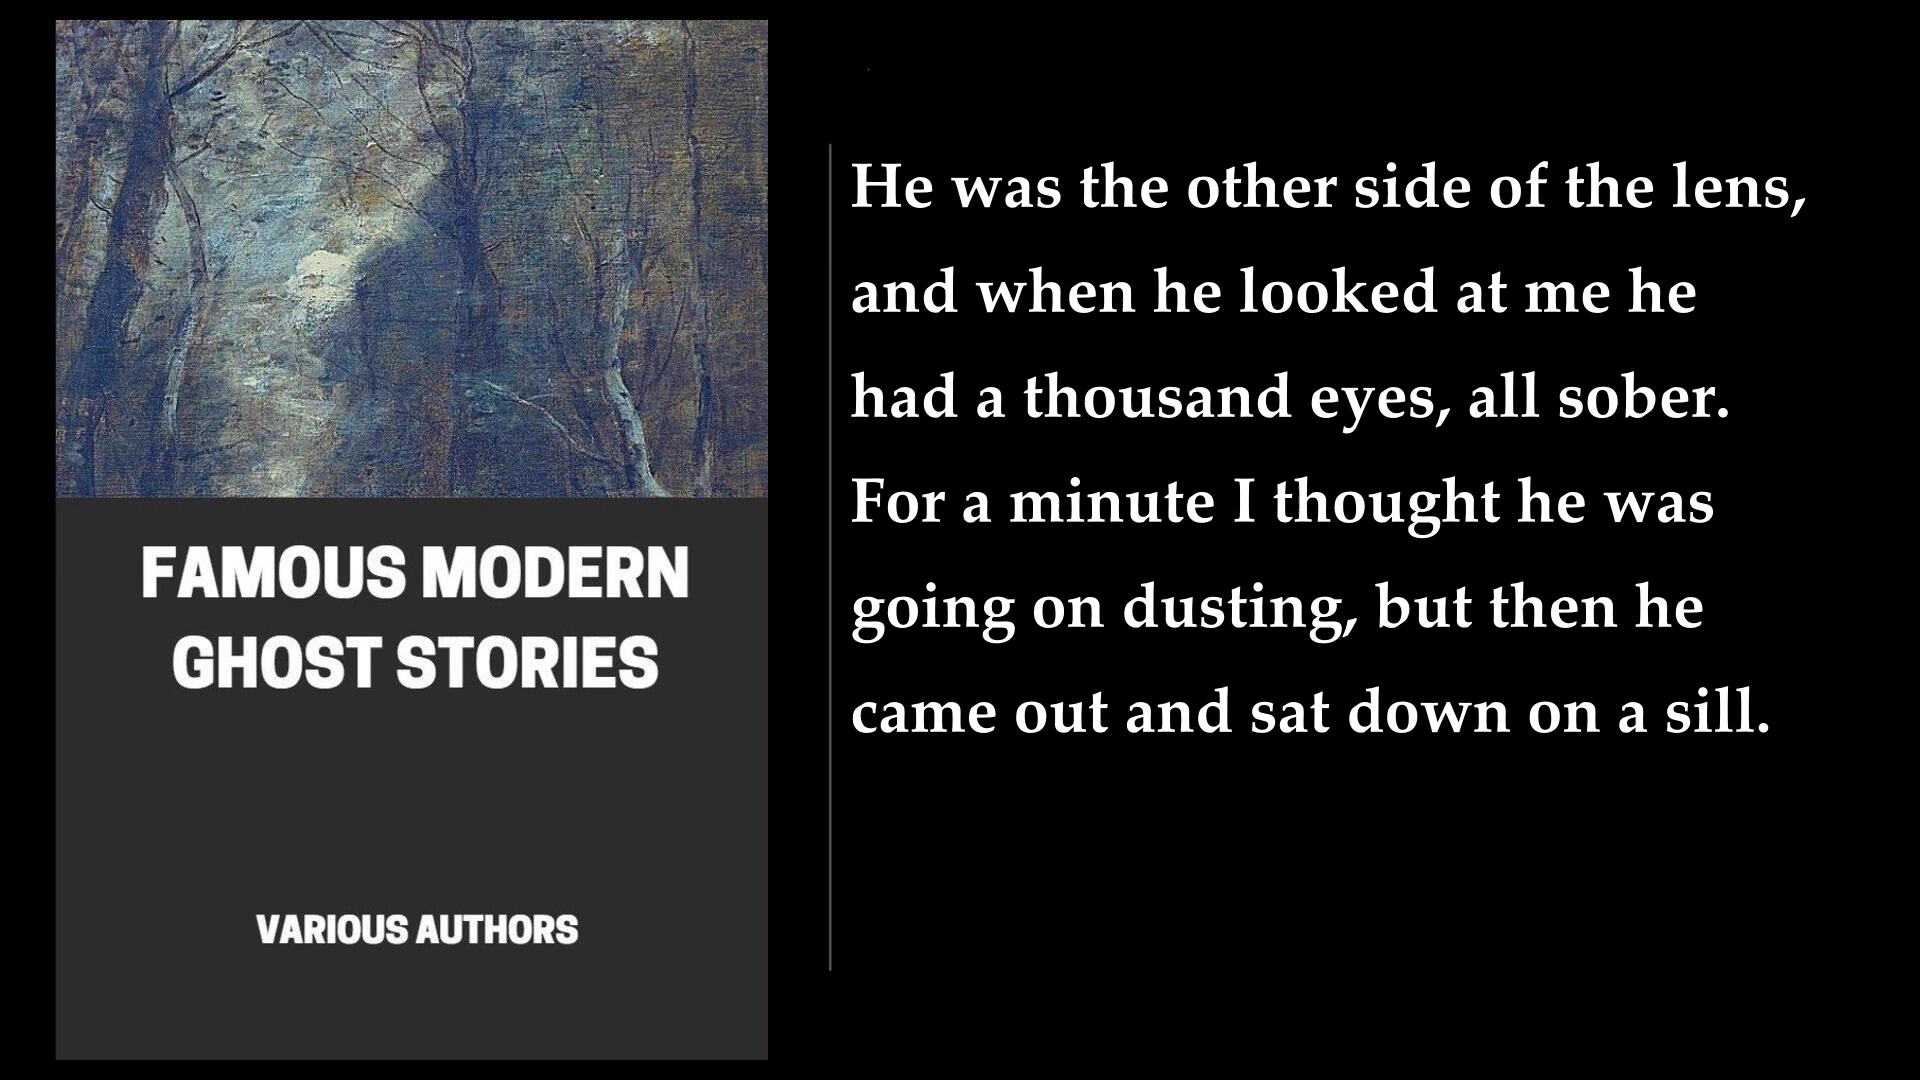 FAMOUS MODERN
GHOST STORIES
VARIOUS AUTHORS
He was the other side of the lens,
and when he looked at me he
had a thousand eyes, all sober.
For a minute I thought he was
going on dusting, but then he
came out and sat down on a sill.